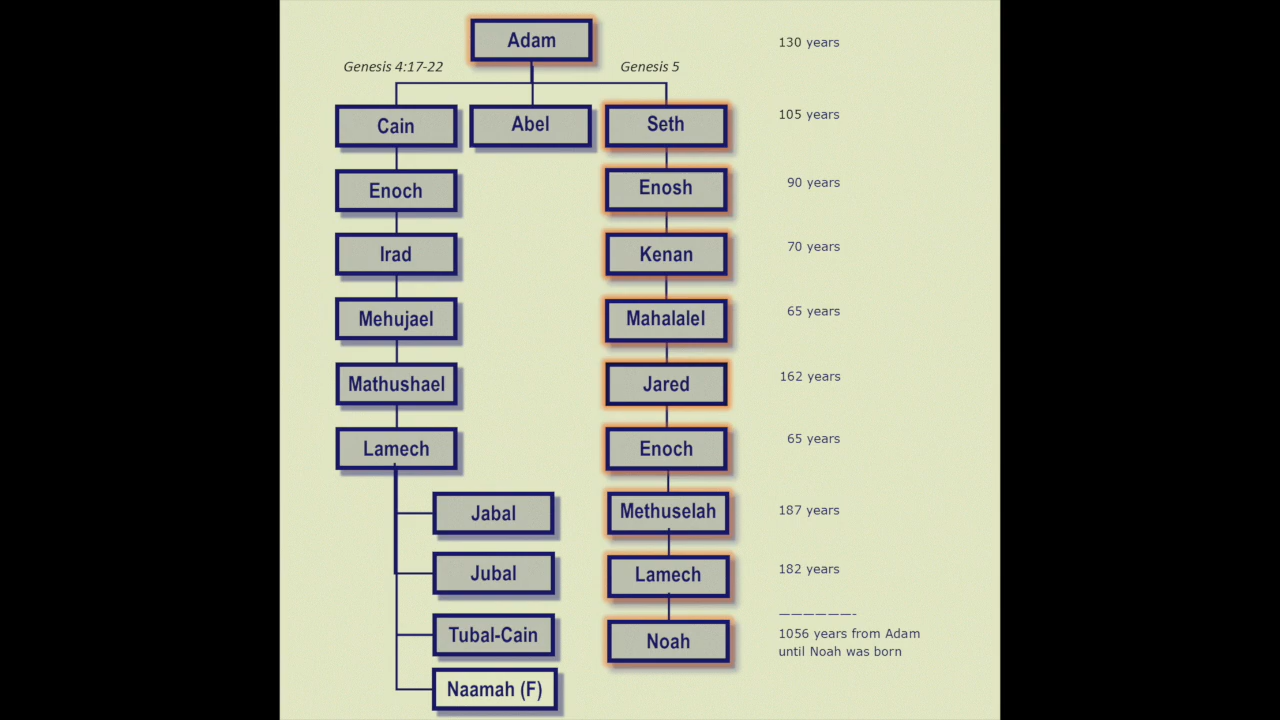 Adam
130 years
Genesis 4:17-22
Genesis 5
Cain
Abel
Seth
105 years
Enoch
Enosh
90 years
Irad
Kenan
70 years
Mehujael
Mahalalel
65 years
Mathushael
Jared
162 years
Lamech
Enoch
65 years
Jabal
Methuselah
187 years
Jubal
Lamech
182 years
——————-
Tubal-Cain
Noah
1056 years from Adam
until Noah was born
Naamah (F)